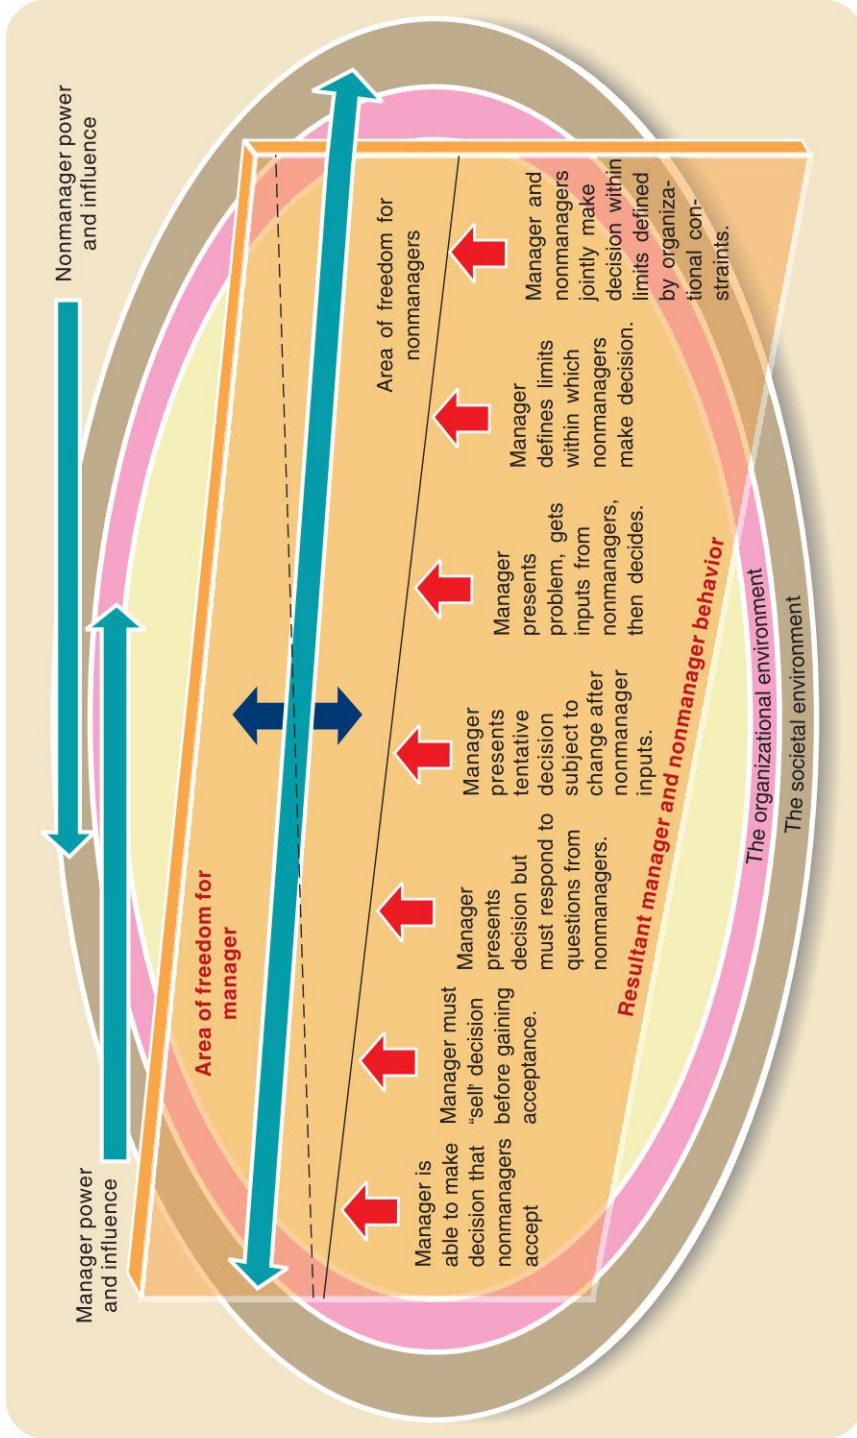 Manager power
and influence
Nonmanager power
and influence
Area of freedom for
manager
Area of freedom for
nonmanagers
Manager is
able to make
decision that
nonmanagers
accept
Manager must
“sell’ decision
before gaining
acceptance.
Manager
presents
decision but
must respond to
questions from
nonmanagers.
Manager
presents
tentative
decision
subject to
change after
nonmanager
inputs.
Manager
presents
problem, gets
inputs from
nonmanagers,
then decides.
Manager
defines limits
within which
nonmanagers
make decision.
Manager and
nonmanagers
jointly make
decision within
limits defined
by organiza-
tional con-
straints.
Resultant manager and nonmanager behavior
The organizational environment
The societal environment